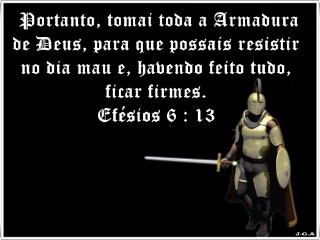 Portanto, tomai toda a Armadura
de Deus, para que possais resistir
no dia mau e, havendo feito tudo,
ficar firmes.
Efésios 6 : 13
J.G.A